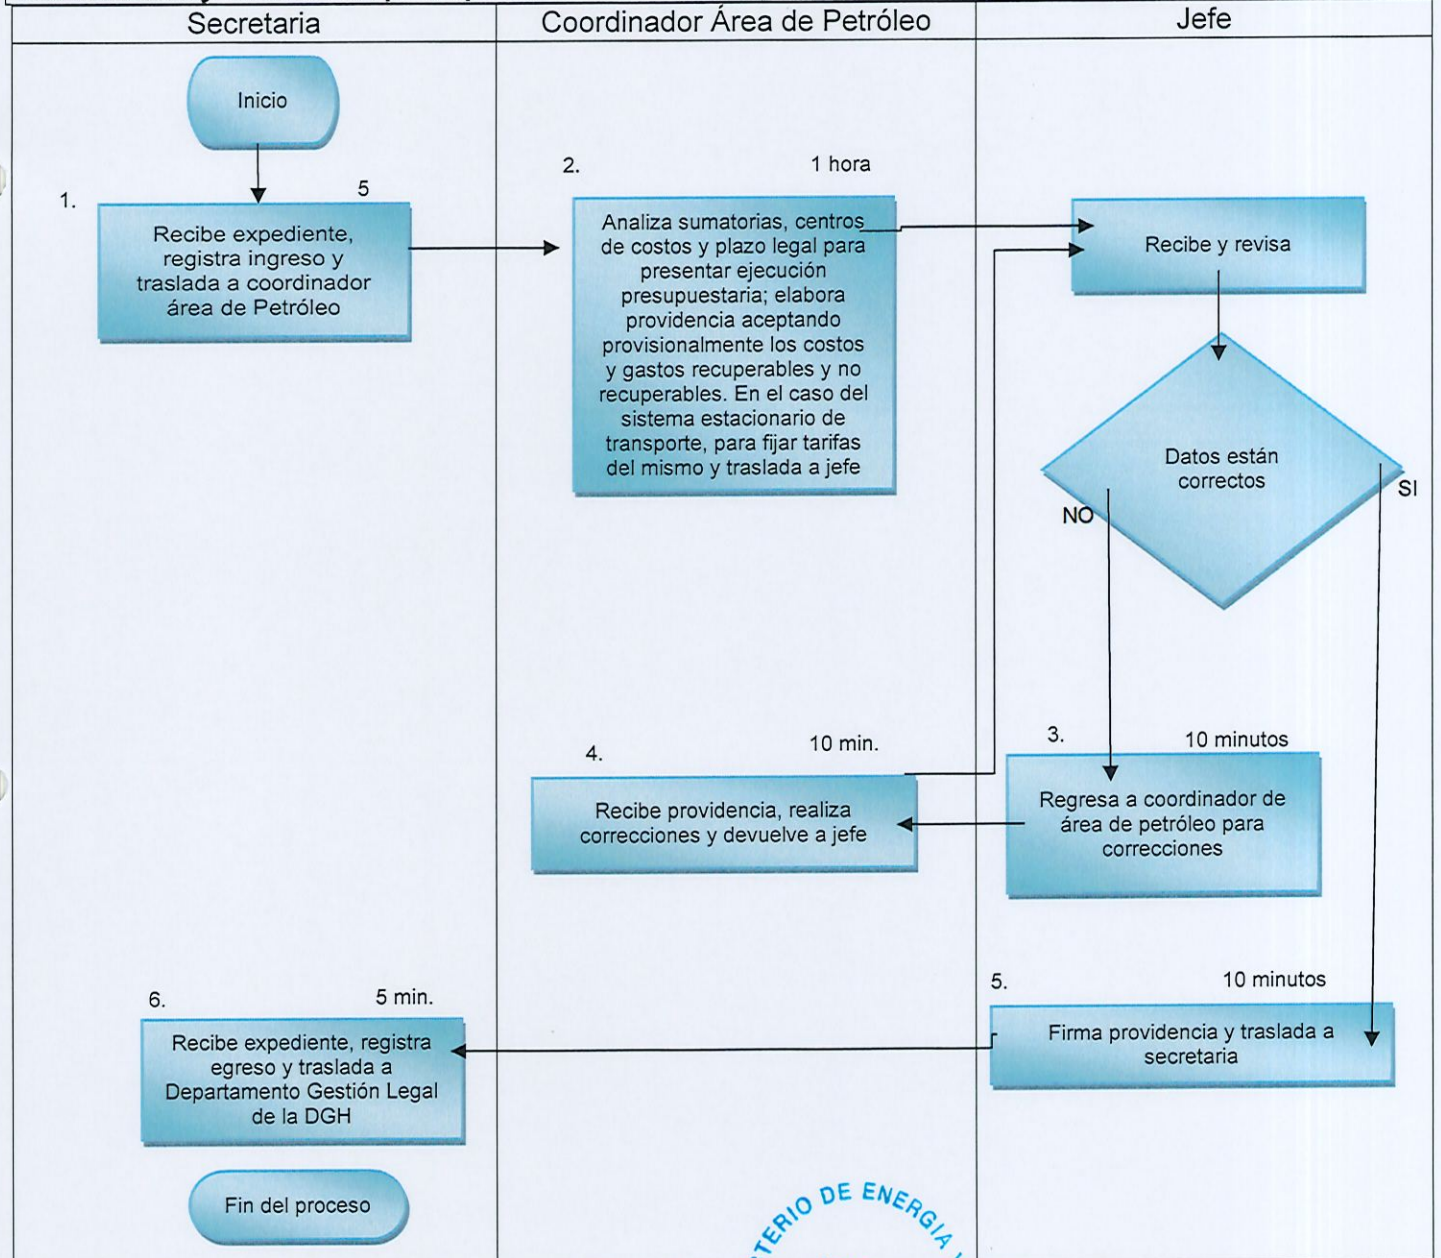 Secretaria
Coordinador Área de Petróleo
Jefe
Inicio
1.
5
Recibe expediente,
registra ingreso y
traslada a coordinador
área de Petróleo
2.
1 hora
Analiza sumatorias, centros
de costos y plazo legal para
presentar ejecución
presupuestaria; elabora
providencia aceptando
provisionalmente los costos
y gastos recuperables y no
recuperables. En el caso del
sistema estacionario de
transporte, para fijar tarifas
del mismo y traslada a jefe
Recibe y revisa
Datos están
correctos
NO
SI
3.
10 minutos
Regresa a coordinador de
área de petróleo para
correcciones
4.
10 min.
Recibe providencia, realiza
correcciones y devuelve a jefe
5.
10 minutos
Firma providencia y traslada a
secretaria
6.
5 min.
Recibe expediente, registra
egreso y traslada a
Departamento Gestión Legal
de la DGH
Fin del proceso
DE ENERGIA